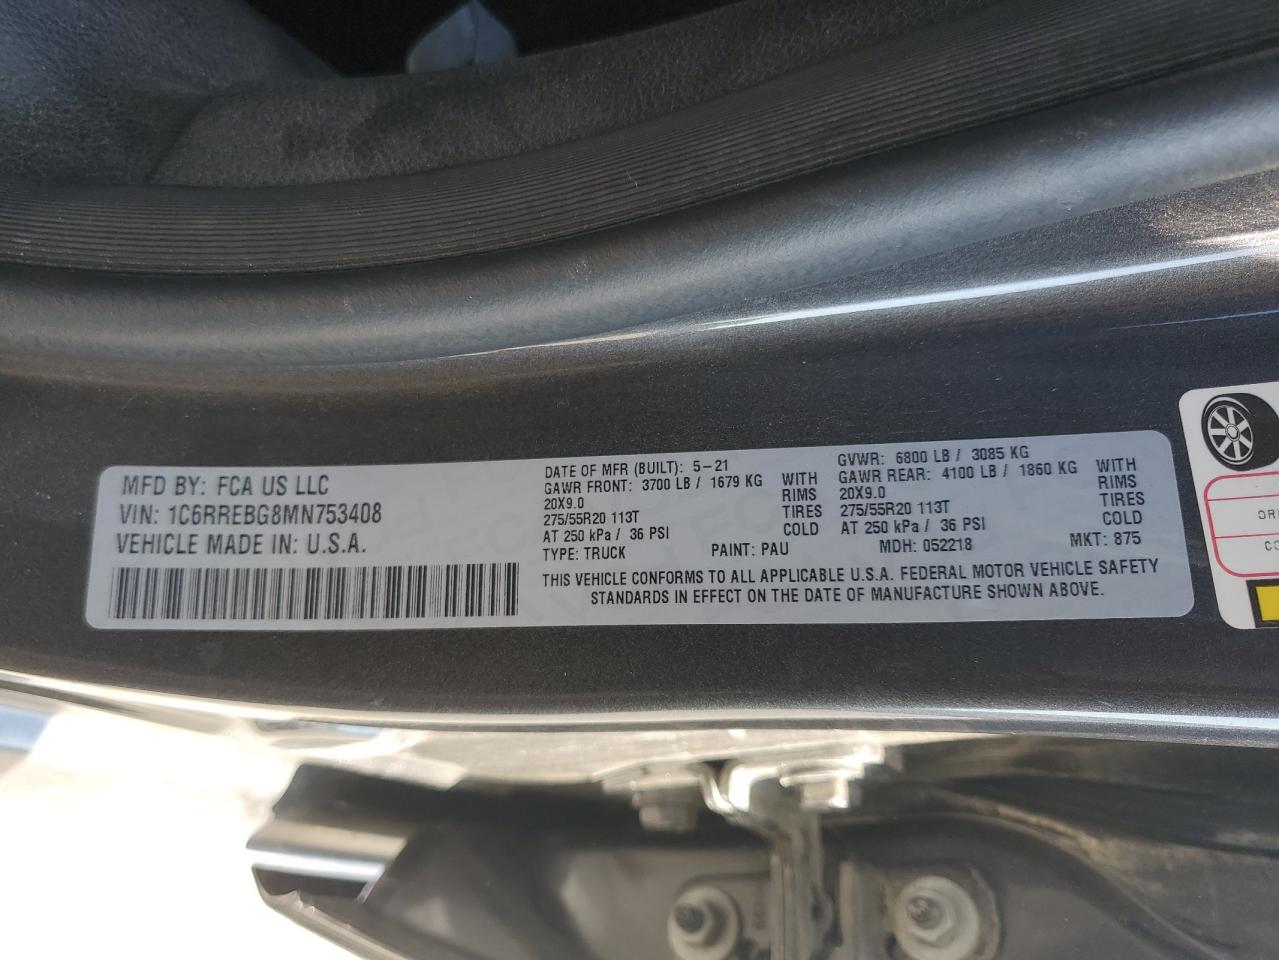 MFD BY: FCA US LLC
VIN: 1C6RREBG8MN753408
VEHICLE MADE IN: U.S.A.
DATE OF MFR (BUILT): 5-21
GAWR FRONT: 3700 LB / 1679 KG WITH
20X9.0 RIMS
275/55R20 113T TIRES
AT 250 kPa / 36 PSI COLD
TYPE: TRUCK PAINT: PAU
GVWR: 6800 LB / 3085 KG
GAWR REAR: 4100 LB / 1860 KG WITH
20X9.0 RIMS
275/55R20 113T TIRES
AT 250 kPa / 36 PSI COLD
MDH: 052218 MKT: 875
THIS VEHICLE CONFORMS TO ALL APPLICABLE U.S.A. FEDERAL MOTOR VEHICLE SAFETY
STANDARDS IN EFFECT ON THE DATE OF MANUFACTURE SHOWN ABOVE.